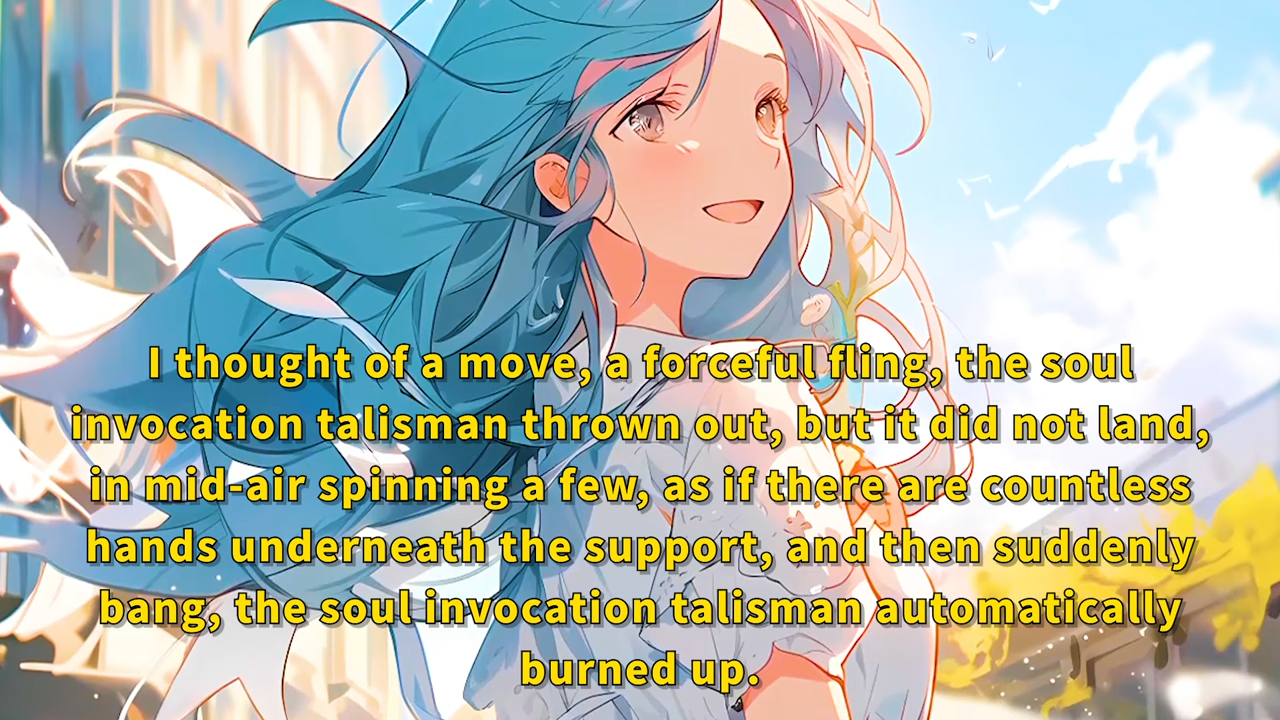 I thought of a move, a forceful fling, the soul
invocation talisman thrown out, but it did not land,
in mid-air spinning a few, as if there are countless
hands underneath the support, and then suddenly
bang, the soul invocation talisman automatically
burned up.